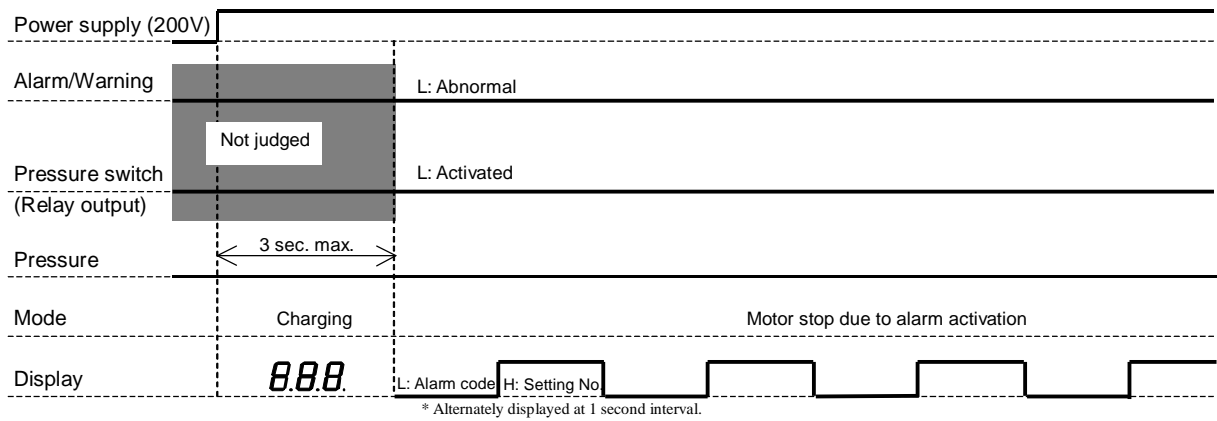 Power supply (200V)
Alarm/Warning
L: Abnormal
Not judged
Pressure switch
L: Activated
(Relay output)
3 sec. max.
Pressure
Mode
Charging
Motor stop due to alarm activation
Display
8.8.8.
L: Alarm code
H: Setting No.
* Alternately displayed at 1 second interval.